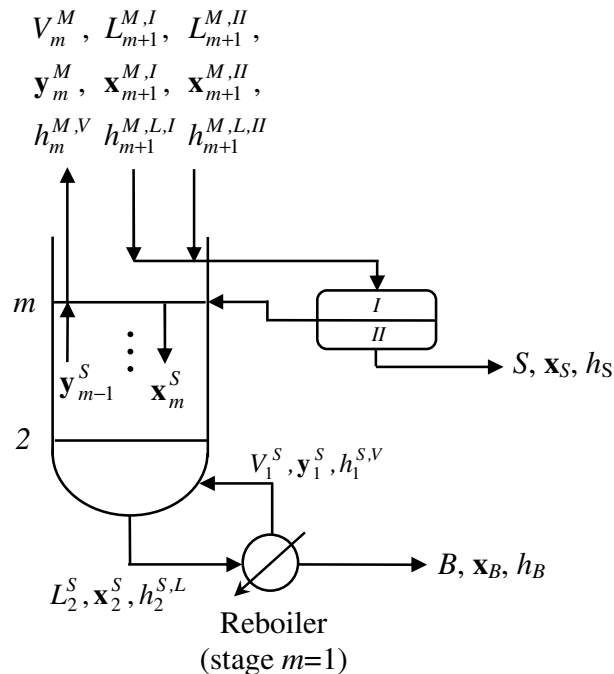 V_m^M, L_{m+1}^{M,I}, L_{m+1}^{M,II},
y_m^M, x_{m+1}^{M,I}, x_{m+1}^{M,II},
h_m^{M,V} h_{m+1}^{M,L,I} h_{m+1}^{M,L,II}
m
I
II
y_{m−1}^S x_m^S
S, x_S, h_S
2
V_1^S, y_1^S, h_1^{S,V}
B, x_B, h_B
L_2^S, x_2^S, h_2^{S,L}
Reboiler
(stage m=1)